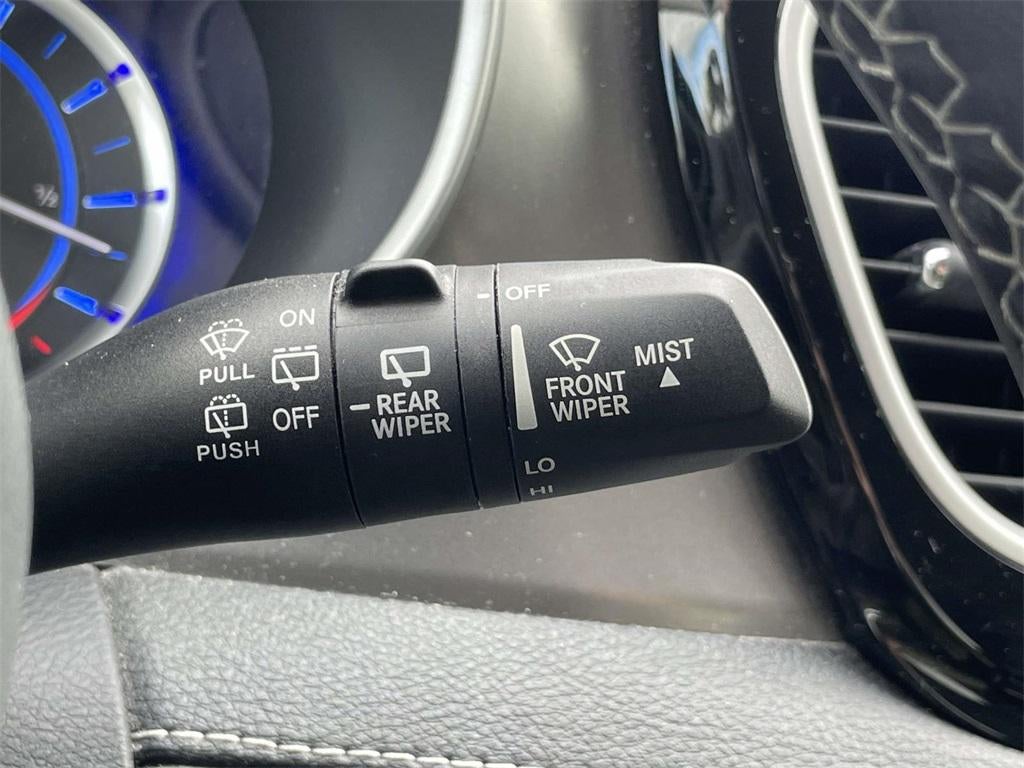 ON
PULL
OFF
PUSH
REAR
WIPER
OFF
FRONT
WIPER
MIST
LO
HI